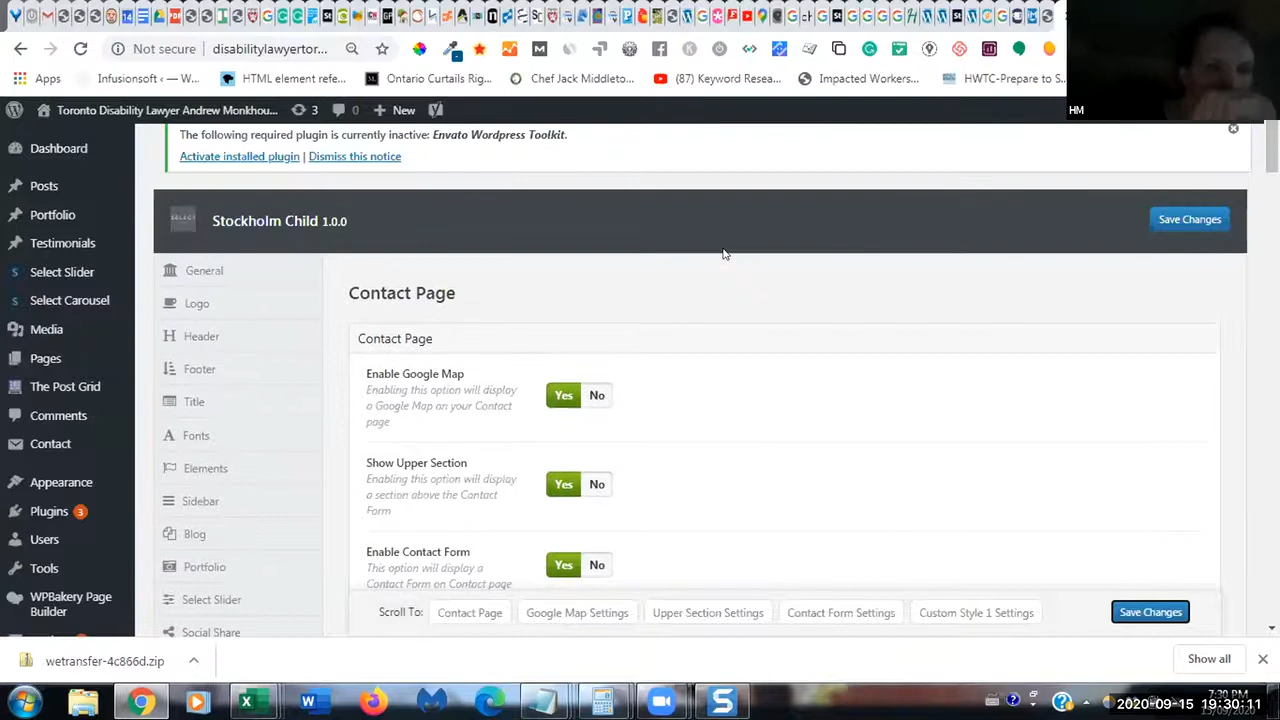 Not secure
disabilitylawyertor...
Apps
Infusionsoft ‹ — W...
HTML element refe...
Ontario Curtails Rig...
Chef Jack Middleto...
(87) Keyword Resea...
Impacted Workers...
HWTC-Prepare to S...
HM
Toronto Disability Lawyer Andrew Monkhou...
3
0
New
The following required plugin is currently inactive: Envato Wordpress Toolkit.
Activate installed plugin | Dismiss this notice
Dashboard
Posts
Portfolio
Testimonials
Select Slider
Select Carousel
Media
Pages
The Post Grid
Comments
Contact
Appearance
Plugins 3
Users
Tools
WPBakery Page
Builder
SELECT
Stockholm Child 1.0.0
Save Changes
General
Logo
Header
Footer
Title
Fonts
Elements
Sidebar
Blog
Portfolio
Select Slider
Social Share
Contact Page
Contact Page
Enable Google Map
Enabling this option will display
a Google Map on your Contact
page
Yes No
Show Upper Section
Enabling this option will display
a section above the Contact
Form
Yes No
Enable Contact Form
This option will display a
Contact Form on Contact page
Yes No
Scroll To: Contact Page Google Map Settings Upper Section Settings Contact Form Settings Custom Style 1 Settings Save Changes
wetransfer-4c866d.zip
Show all
7:30 PM
2020-09-15 19:30:11